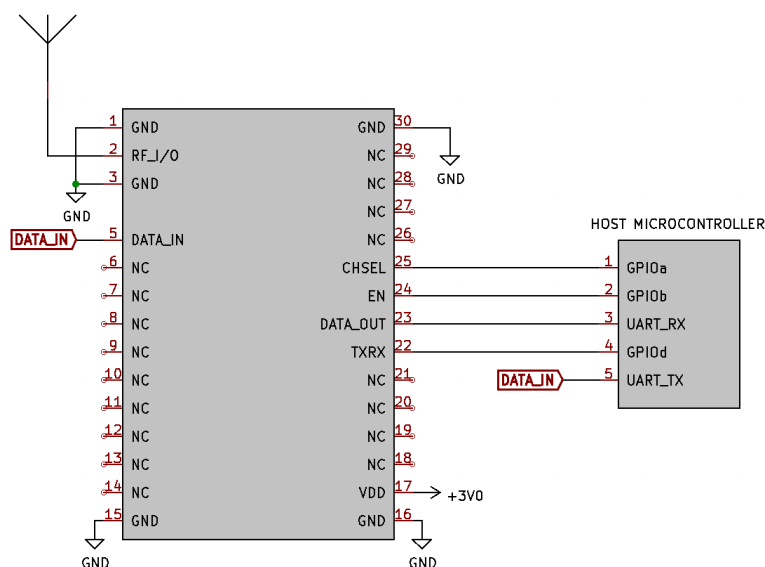 1 GND
2 RF_I/O
3 GND
GND
DATA_IN 5 DATA_IN
6 NC
7 NC
8 NC
9 NC
10 NC
11 NC
12 NC
13 NC
14 NC
15 GND
GND
GND 30
GND
NC 29
NC 28
NC 27
NC 26
CHSEL 25
EN 24
DATA_OUT 23
TXRX 22
NC 21
NC 20
NC 19
NC 18
VDD 17 +3V0
GND 16
GND
HOST MICROCONTROLLER
1 GPIOa
2 GPIOb
3 UART_RX
4 GPIOd
DATA_IN 5 UART_TX